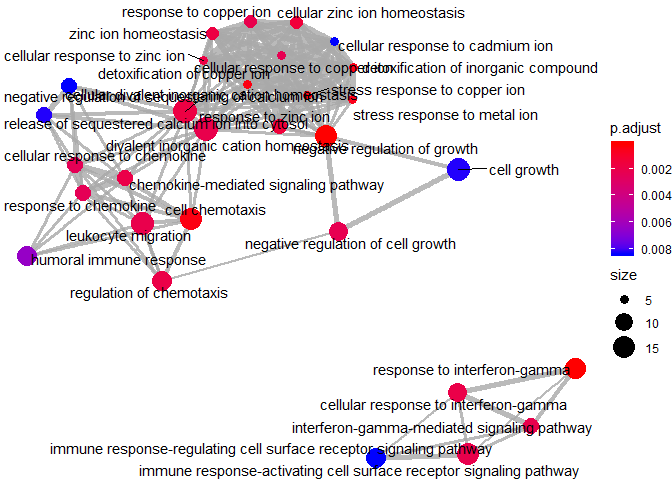 response to copper ion
cellular zinc ion homeostasis
zinc ion homeostasis
cellular response to cadmium ion
cellular response to zinc ion
cellular response to copper ion
detoxification of inorganic compound
detoxification of copper ion
stress response to copper ion
cellular divalent inorganic cation homeostasis
negative regulation of sequestering of calcium ion
stress response to metal ion
response to zinc ion
release of sequestered calcium ion into cytosol
divalent inorganic cation homeostasis
negative regulation of growth
cellular response to chemokine
cell growth
chemokine-mediated signaling pathway
response to chemokine
cell chemotaxis
leukocyte migration
negative regulation of cell growth
humoral immune response
regulation of chemotaxis
response to interferon-gamma
cellular response to interferon-gamma
interferon-gamma-mediated signaling pathway
immune response-regulating cell surface receptor signaling pathway
immune response-activating cell surface receptor signaling pathway
p.adjust
0.002
0.004
0.006
0.008
size
5
10
15